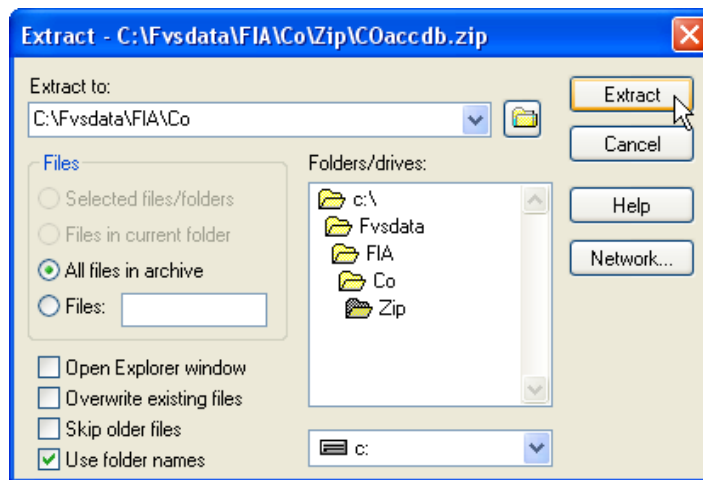 Extract - C:\Fvsdata\FIA\Co\Zip\COaccdb.zip
Extract to:
C:\Fvsdata\FIA\Co
Extract
Cancel
Help
Network...
Files
Selected files/folders
Files in current folder
All files in archive
Files:
Folders/drives:
c:\
Fvsdata
FIA
Co
Zip
Open Explorer window
Overwrite existing files
Skip older files
Use folder names
c: